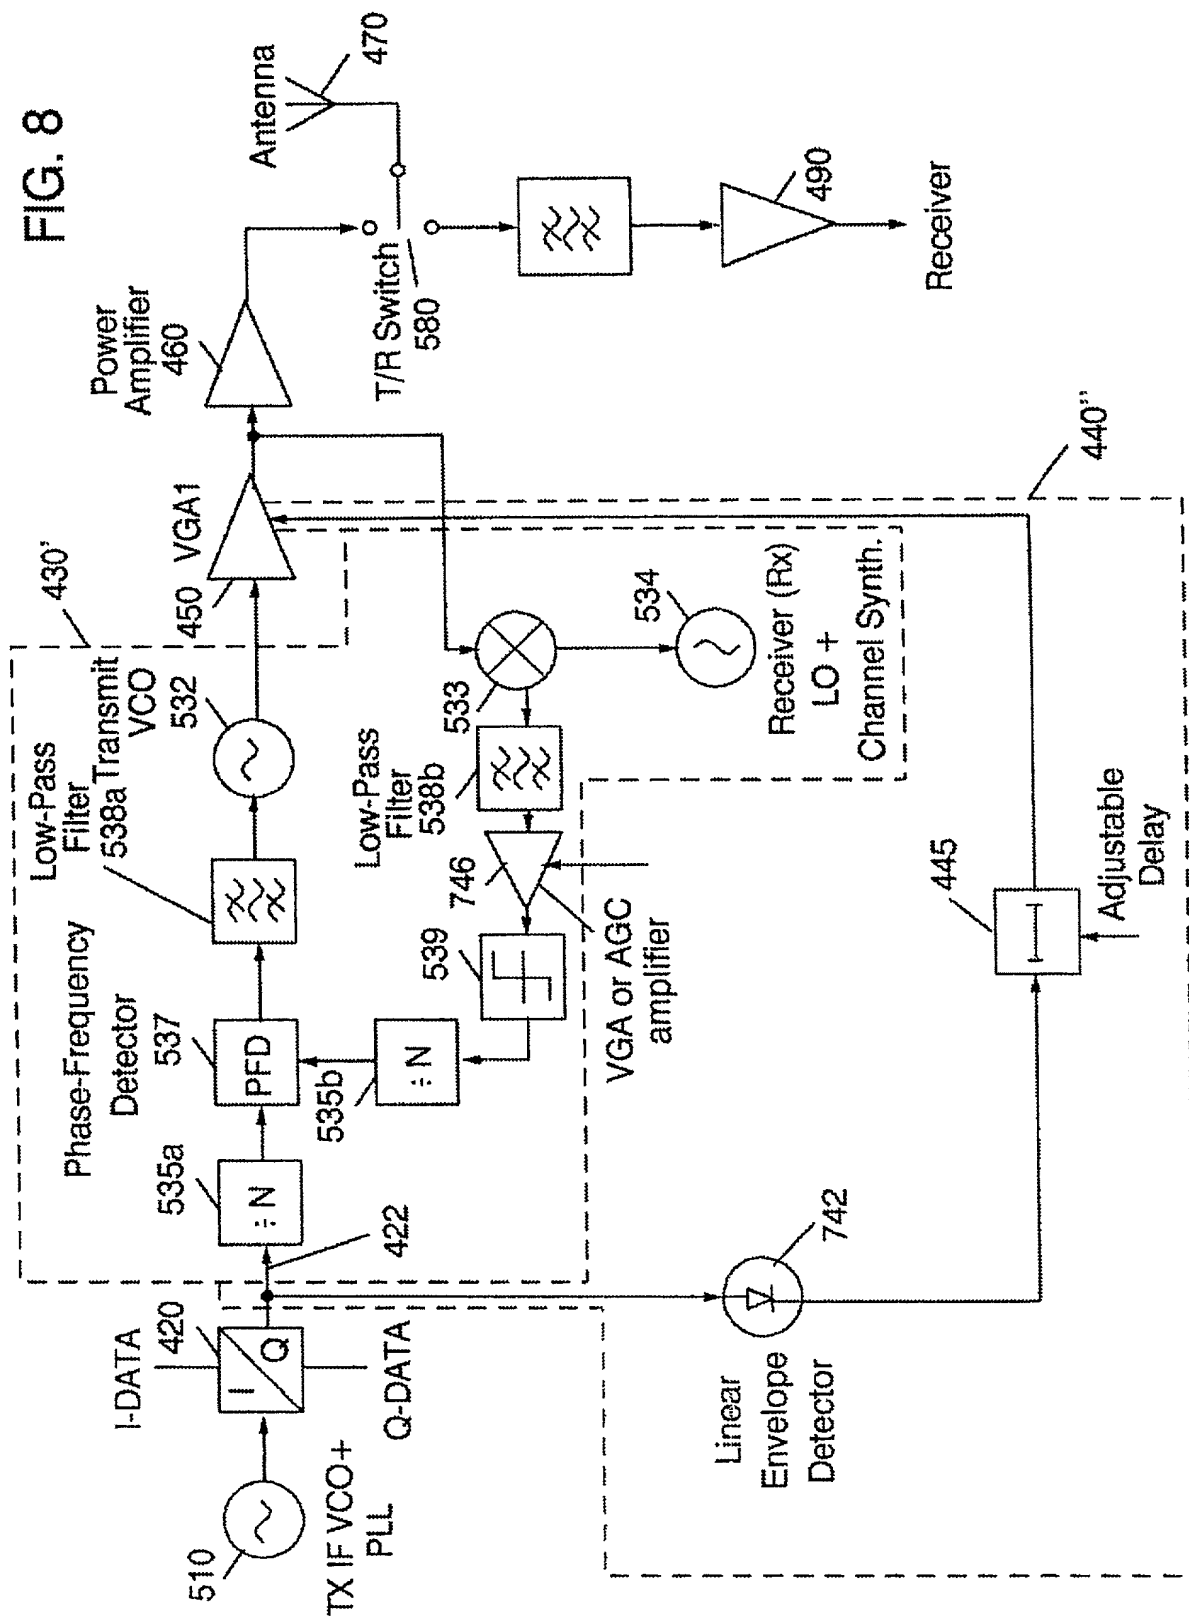 FIG. 8
430'
Low-Pass
Filter
538a
Transmit
VCO
532
450
VGA1
Power
Amplifier
460
Antenna
470
Phase-Frequency
Detector
537
PFD
535a
÷N
422
I-DATA
420
I
Q
Q-DATA
510
TX IF VCO+
PLL
535b
÷N
539
746
Low-Pass
Filter
538b
533
534
Receiver (Rx)
LO +
Channel Synth.
VGA or AGC
amplifier
T/R Switch
580
490
Receiver
440''
Linear
Envelope
Detector
742
445
Adjustable
Delay